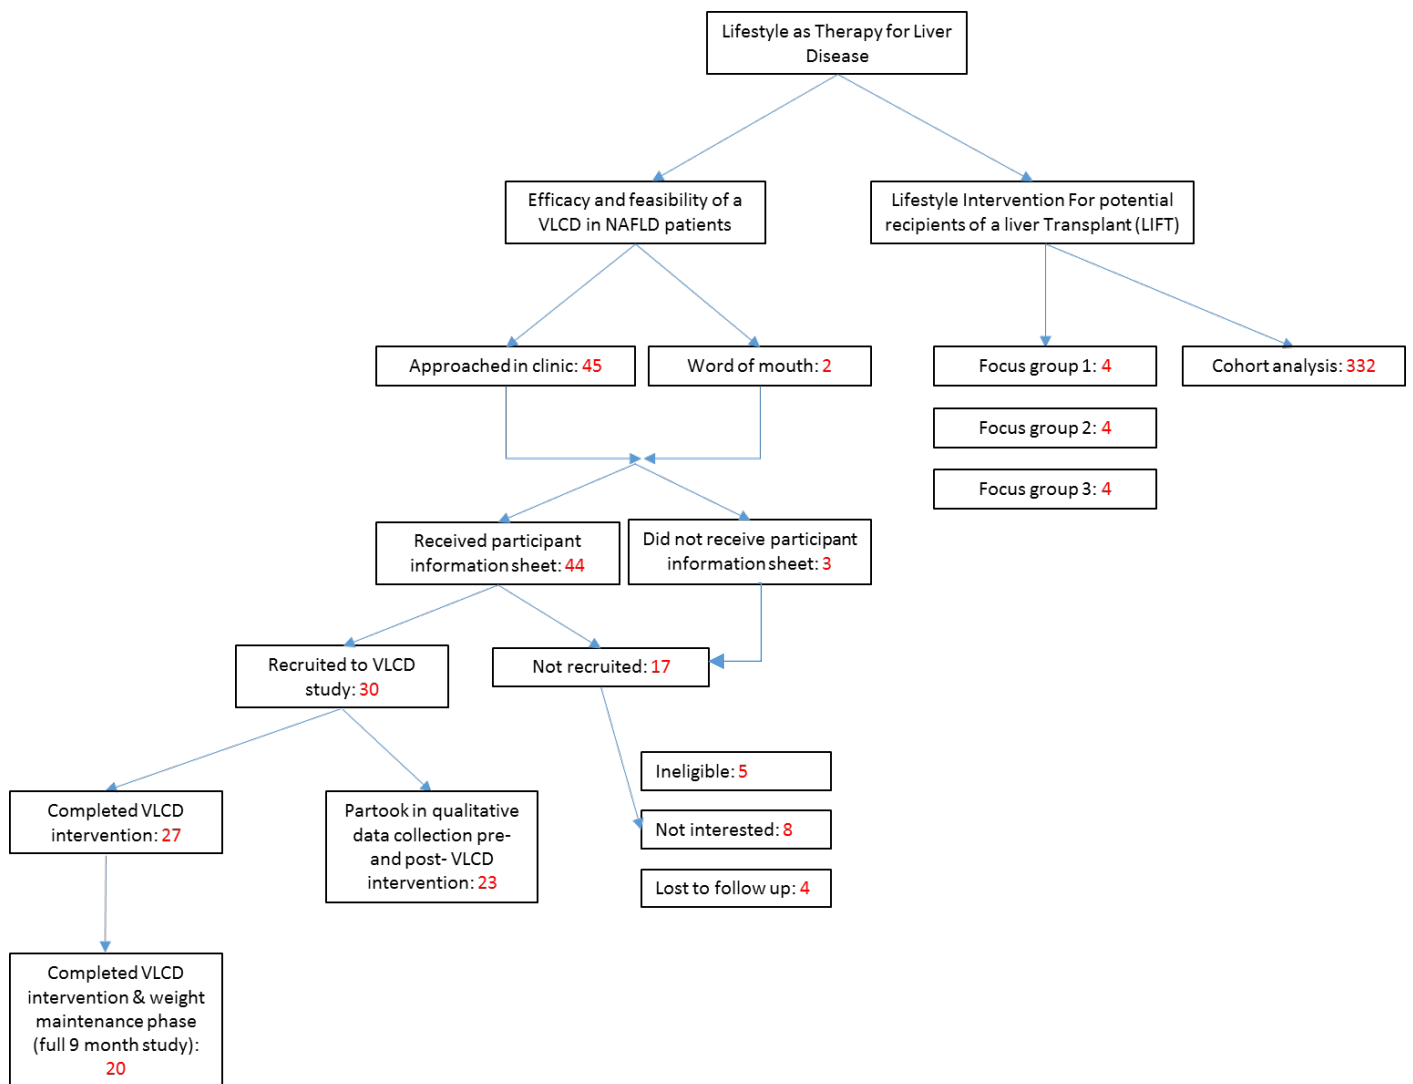 Lifestyle as Therapy for Liver
Disease
Efficacy and feasibility of a
VLCD in NAFLD patients
Lifestyle Intervention For potential
recipients of a liver Transplant (LIFT)
Approached in clinic: 45
Word of mouth: 2
Focus group 1: 4
Cohort analysis: 332
Focus group 2: 4
Focus group 3: 4
Received participant
information sheet: 44
Did not receive participant
information sheet: 3
Recruited to VLCD
study: 30
Not recruited: 17
Ineligible: 5
Not interested: 8
Lost to follow up: 4
Completed VLCD
intervention: 27
Partook in qualitative
data collection pre-
and post- VLCD
intervention: 23
Completed VLCD
intervention & weight
maintenance phase
(full 9 month study):
20